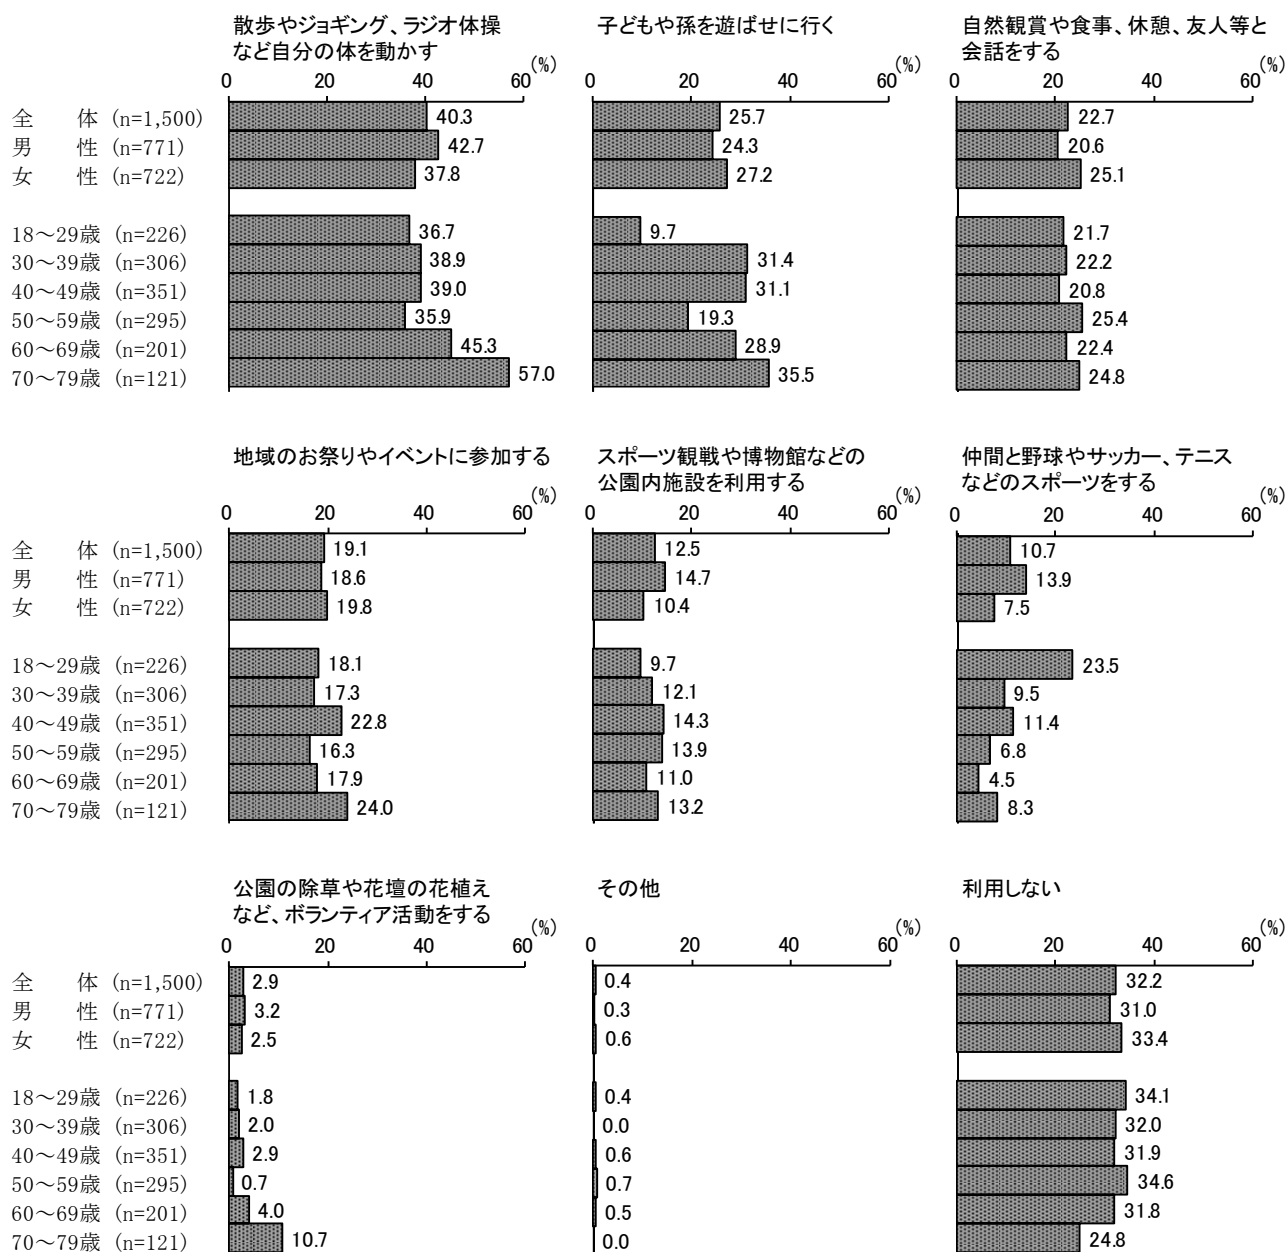 散歩やジョギング、ラジオ体操
など自分の体を動かす
子どもや孫を遊ばせに行く
自然観賞や食事、休憩、友人等と
会話をする
(%)
(%)
(%)
0 20 40 60
0 20 40 60
0 20 40 60
全 体 (n=1,500) 40.3 25.7 22.7
男 性 (n=771) 42.7 24.3 20.6
女 性 (n=722) 37.8 27.2 25.1
18～29歳 (n=226) 36.7 9.7 21.7
30～39歳 (n=306) 38.9 31.4 22.2
40～49歳 (n=351) 39.0 31.1 20.8
50～59歳 (n=295) 35.9 19.3 25.4
60～69歳 (n=201) 45.3 28.9 22.4
70～79歳 (n=121) 57.0 35.5 24.8
地域のお祭りやイベントに参加する
スポーツ観戦や博物館などの
公園内施設を利用する
仲間と野球やサッカー、テニス
などのスポーツをする
(%)
(%)
(%)
0 20 40 60
0 20 40 60
0 20 40 60
全 体 (n=1,500) 19.1 12.5 10.7
男 性 (n=771) 18.6 14.7 13.9
女 性 (n=722) 19.8 10.4 7.5
18～29歳 (n=226) 18.1 9.7 23.5
30～39歳 (n=306) 17.3 12.1 9.5
40～49歳 (n=351) 22.8 14.3 11.4
50～59歳 (n=295) 16.3 13.9 6.8
60～69歳 (n=201) 17.9 11.0 4.5
70～79歳 (n=121) 24.0 13.2 8.3
公園の除草や花壇の花植え
など、ボランティア活動をする
その他
利用しない
(%)
(%)
(%)
0 20 40 60
0 20 40 60
0 20 40 60
全 体 (n=1,500) 2.9 0.4 32.2
男 性 (n=771) 3.2 0.3 31.0
女 性 (n=722) 2.5 0.6 33.4
18～29歳 (n=226) 1.8 0.4 34.1
30～39歳 (n=306) 2.0 0.0 32.0
40～49歳 (n=351) 2.9 0.6 31.9
50～59歳 (n=295) 0.7 0.7 34.6
60～69歳 (n=201) 4.0 0.5 31.8
70～79歳 (n=121) 10.7 0.0 24.8